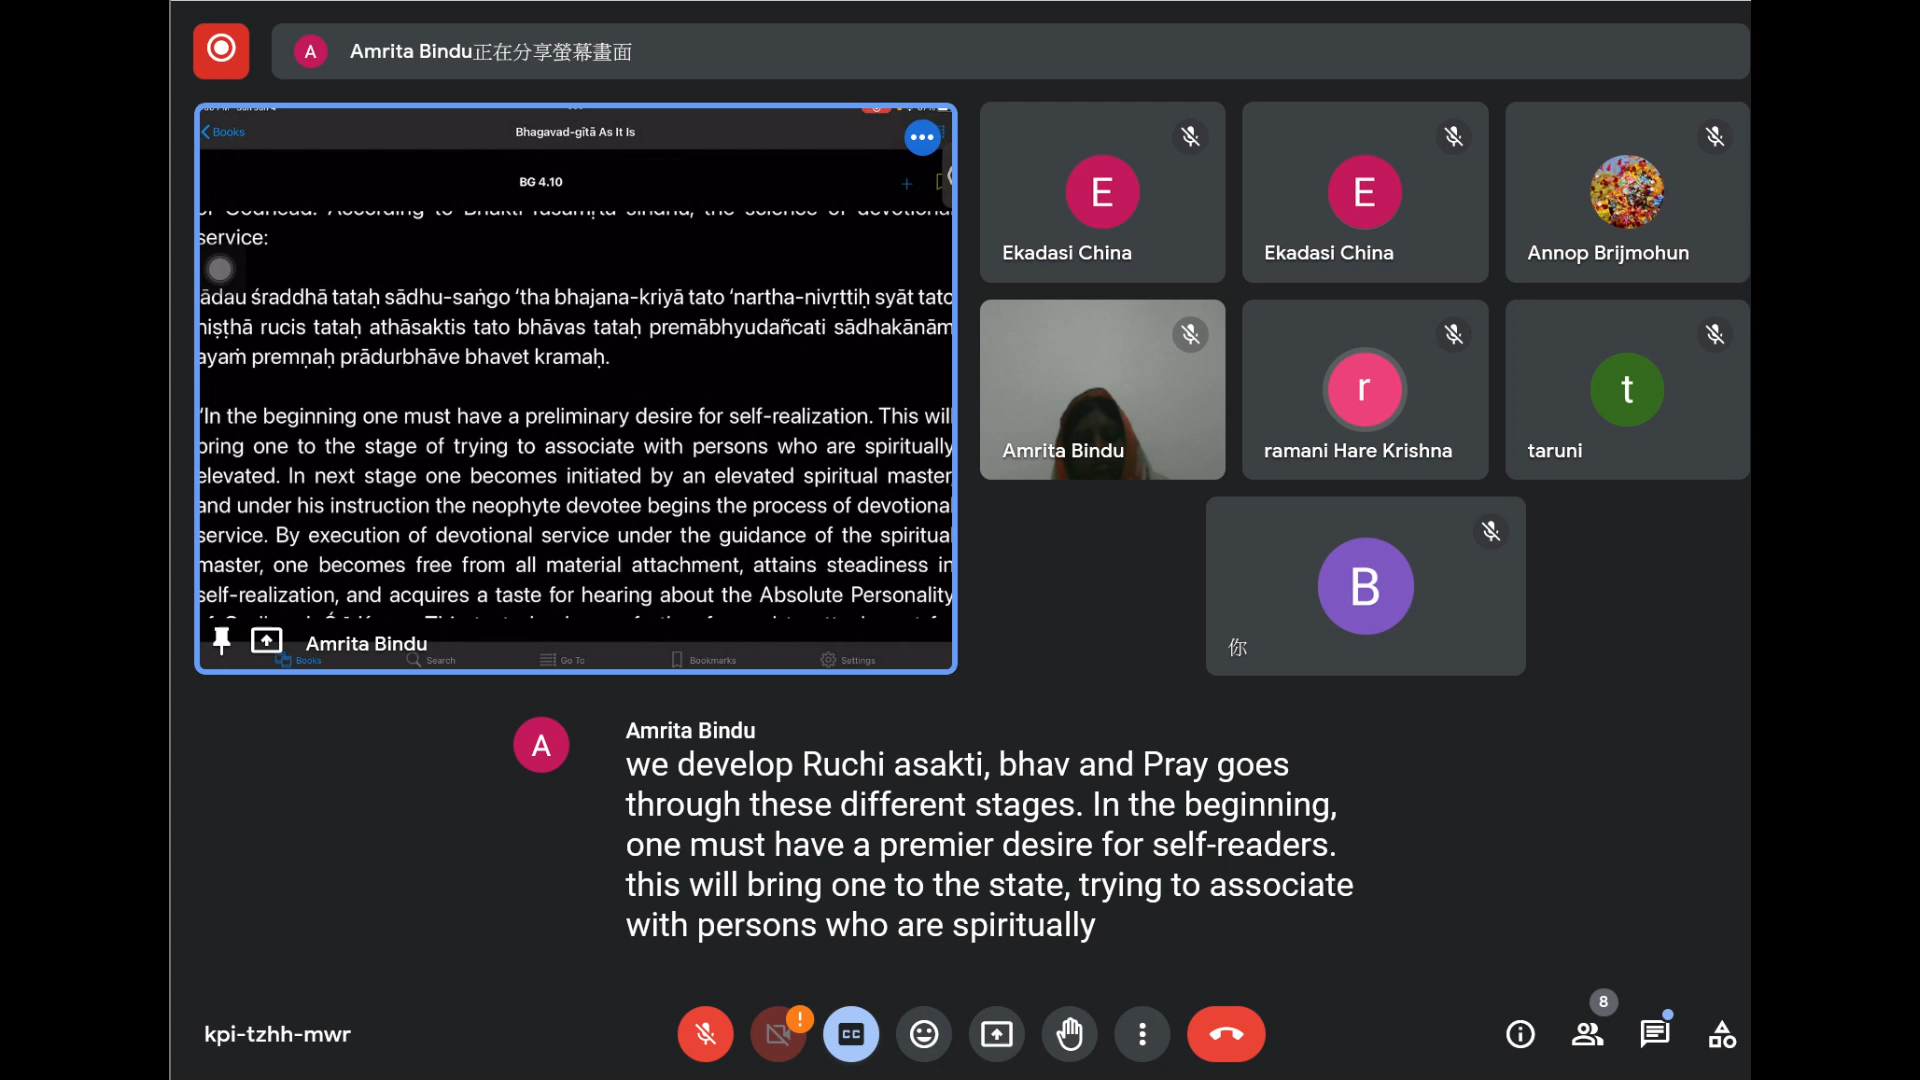 A Amrita Bindu正在分享螢幕畫面
Books
Bhagavad-gītā As It Is
BG 4.10
service:
ādau śraddhā tataḥ sādhu-saṅgo ‘tha bhajana-kriyā tato ‘nartha-nivṛttiḥ syāt tato
niṣṭhā rucis tataḥ athāsaktis tato bhāvas tataḥ premābhyudañcati sādhakānām
ayaṁ premṇaḥ prādurbhāve bhavet kramaḥ.
“In the beginning one must have a preliminary desire for self-realization. This will
bring one to the stage of trying to associate with persons who are spiritually
elevated. In next stage one becomes initiated by an elevated spiritual master,
and under his instruction the neophyte devotee begins the process of devotional
service. By execution of devotional service under the guidance of the spiritual
master, one becomes free from all material attachment, attains steadiness in
self-realization, and acquires a taste for hearing about the Absolute Personality
Amrita Bindu
Books Search Go To Bookmarks Settings
E E
Ekadasi China Ekadasi China Annop Brijmohun
r t
Amrita Bindu ramani Hare Krishna taruni
B
你
A Amrita Bindu
we develop Ruchi asakti, bhav and Pray goes
through these different stages. In the beginning,
one must have a premier desire for self-readers.
this will bring one to the state, trying to associate
with persons who are spiritually
kpi-tzhh-mwr
! CC 8